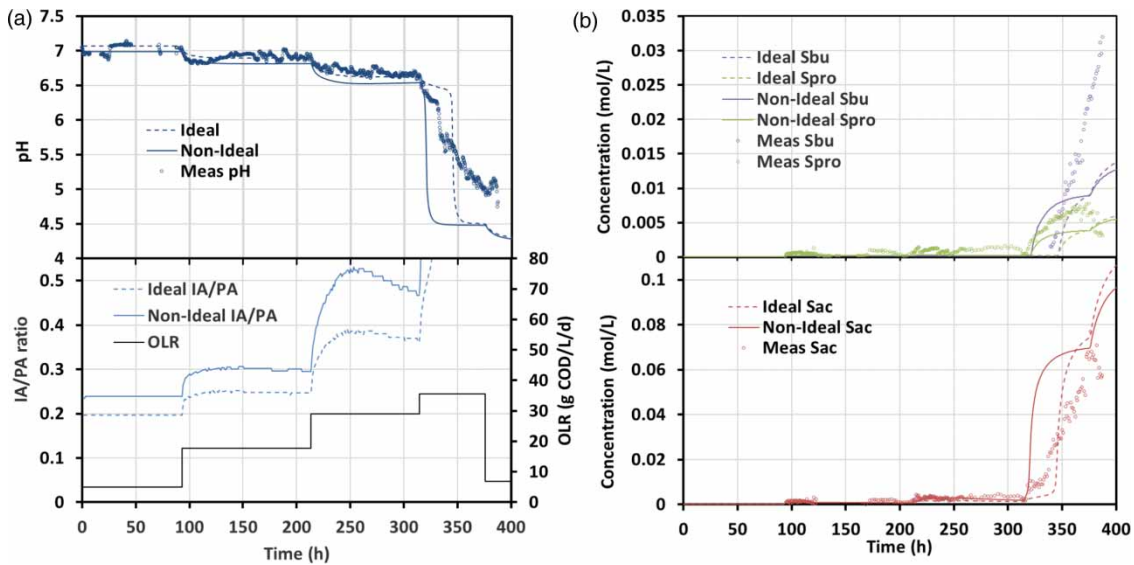 (a)
7.5
7
6.5
6
5.5
5
4.5
4
pH
Ideal
Non-Ideal
Meas pH
0.5
0.4
0.3
0.2
0.1
0
IA/PA ratio
Ideal IA/PA
Non-Ideal IA/PA
OLR
80
70
60
50
40
30
20
10
0
OLR (g COD/L/d)
0 50 100 150 200 250 300 350 400
Time (h)
(b)
0.035
0.03
0.025
0.02
0.015
0.01
0.005
0
Concentration (mol/L)
Ideal Sbu
Ideal Spro
Non-Ideal Sbu
Non-Ideal Spro
Meas Sbu
Meas Spro
0.1
0.08
0.06
0.04
0.02
0
Concentration (mol/L)
Ideal Sac
Non-Ideal Sac
Meas Sac
0 50 100 150 200 250 300 350 400
Time (h)